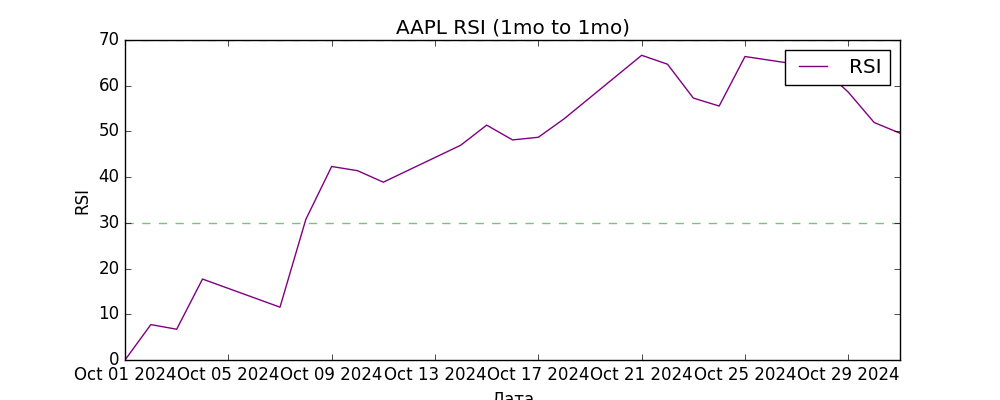 AAPL RSI (1mo to 1mo)
70
60
50
40
30
20
10
0
RSI
RSI
Oct 01 2024 Oct 05 2024 Oct 09 2024 Oct 13 2024 Oct 17 2024 Oct 21 2024 Oct 25 2024 Oct 29 2024
Дата